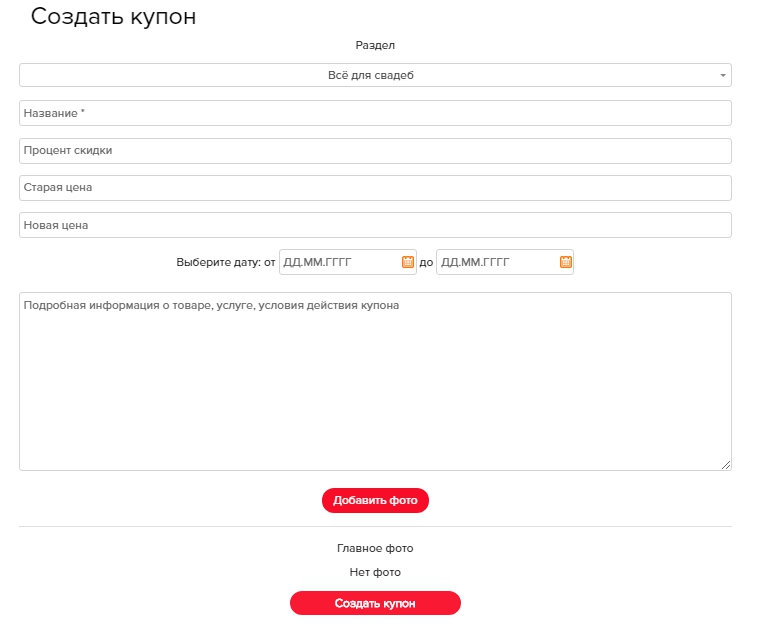 Создать купон
Раздел
Всё для свадеб
Название *
Процент скидки
Старая цена
Новая цена
Выберите дату: от ДД.ММ.ГГГГ до ДД.ММ.ГГГГ
Подробная информация о товаре, услуге, условия действия купона
Добавить фото
Главное фото
Нет фото
Создать купон